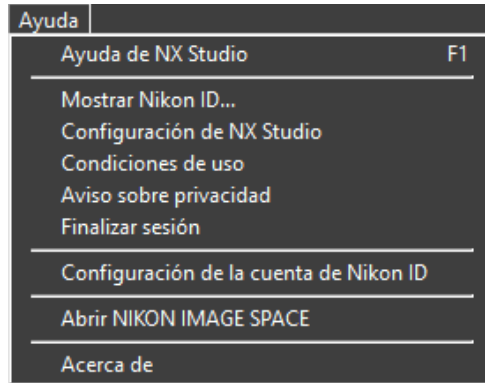 Ayuda
Ayuda de NX Studio F1
Mostrar Nikon ID...
Configuración de NX Studio
Condiciones de uso
Aviso sobre privacidad
Finalizar sesión
Configuración de la cuenta de Nikon ID
Abrir NIKON IMAGE SPACE
Acerca de